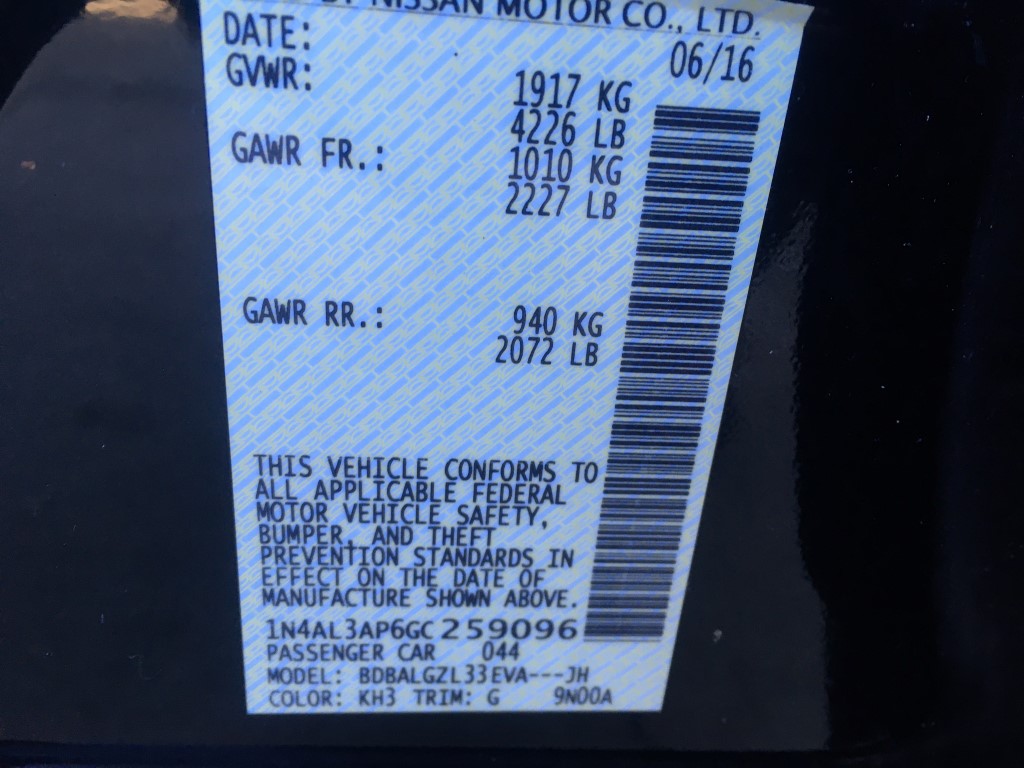 NISSAN MOTOR CO., LTD.
DATE: 06/16
GVWR: 1917 KG
4226 LB
GAWR FR.: 1010 KG
2227 LB
GAWR RR.: 940 KG
2072 LB
THIS VEHICLE CONFORMS TO
ALL APPLICABLE FEDERAL
MOTOR VEHICLE SAFETY,
BUMPER, AND THEFT
PREVENTION STANDARDS IN
EFFECT ON THE DATE OF
MANUFACTURE SHOWN ABOVE.
1N4AL3AP6GC259096
PASSENGER CAR 044
MODEL: BDBALGZL33EVA---JH
COLOR: KH3 TRIM: G 9N00A